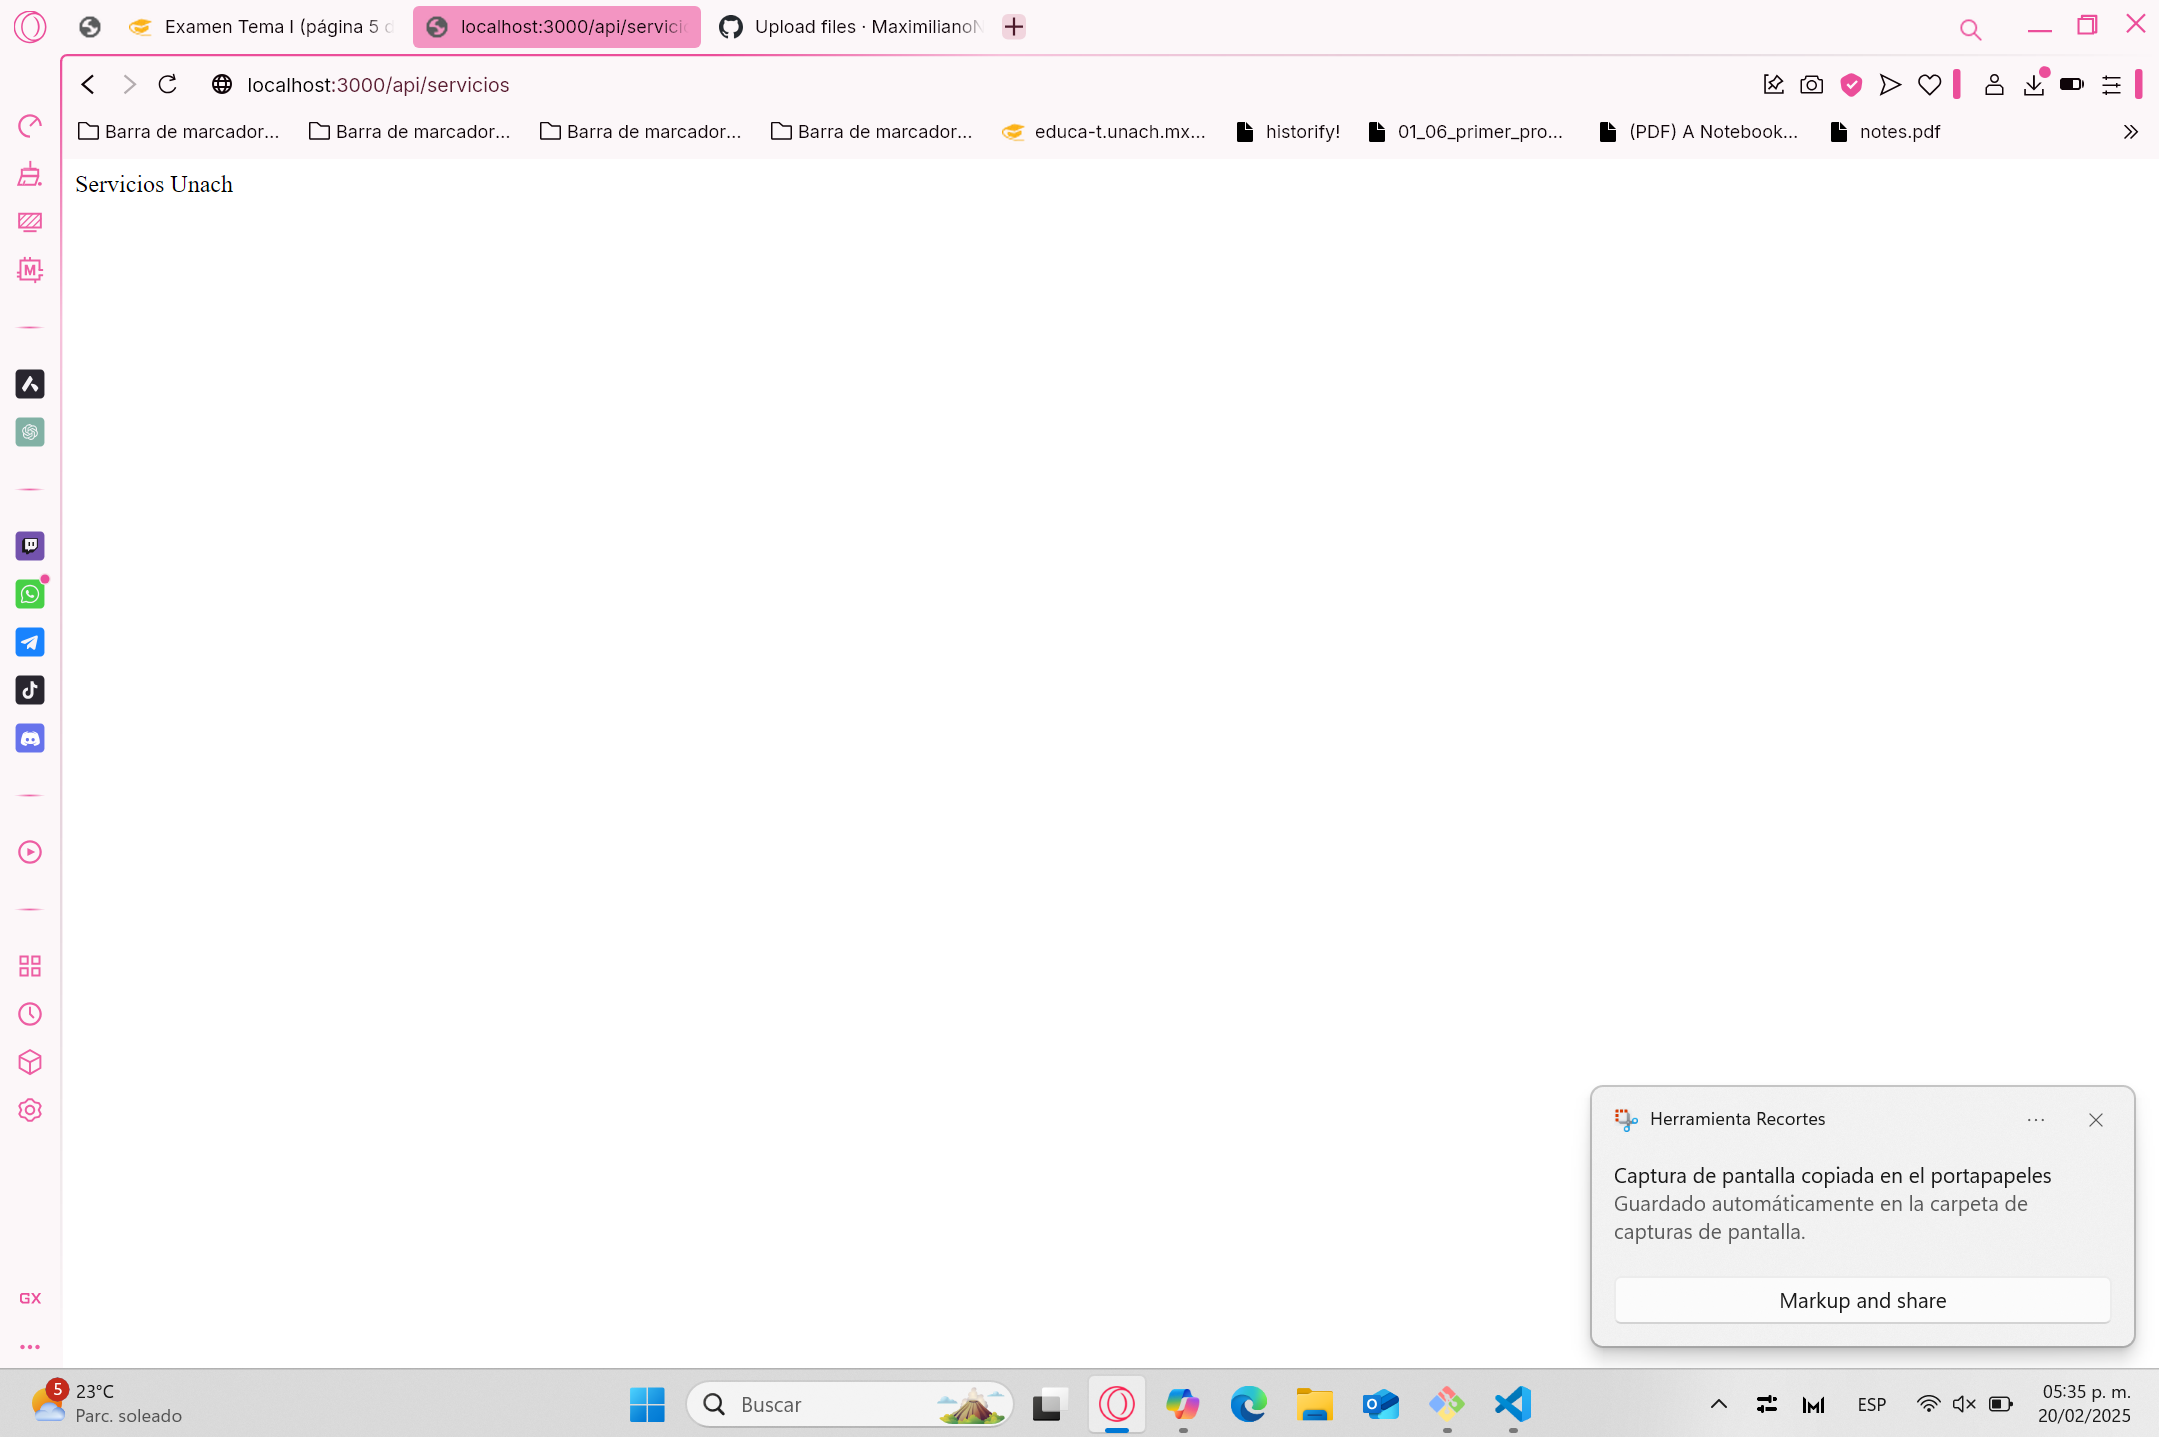 Examen Tema I (página 5 d
localhost:3000/api/servici
Upload files · Maximiliano
localhost:3000/api/servicios
Barra de marcador...
Barra de marcador...
Barra de marcador...
Barra de marcador...
educa-t.unach.mx...
historify!
01_06_primer_pro...
(PDF) A Notebook...
notes.pdf
Servicios Unach
M
GX
Herramienta Recortes
Captura de pantalla copiada en el portapapeles
Guardado automáticamente en la carpeta de
capturas de pantalla.
Markup and share
5
23°C
Parc. soleado
Buscar
ESP
05:35 p. m.
20/02/2025